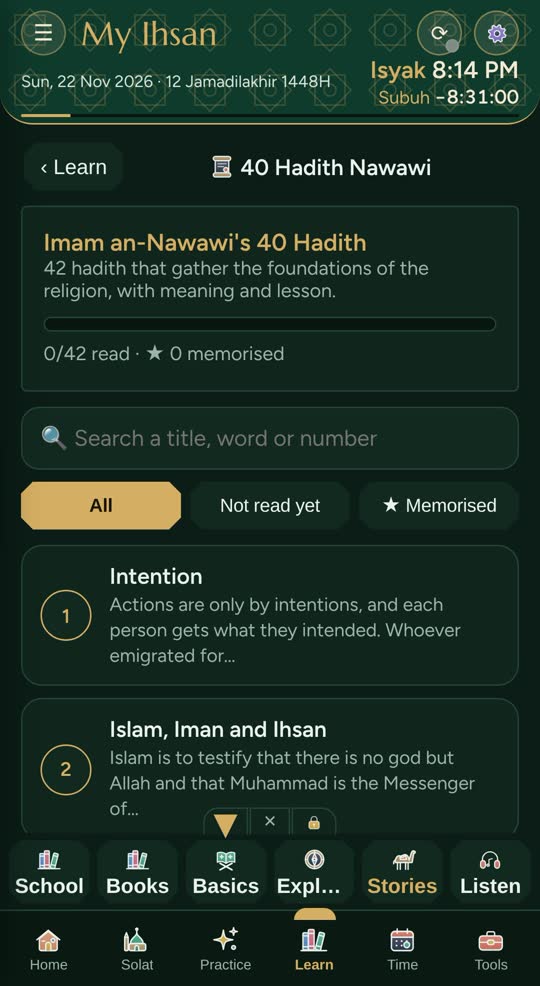 My Ihsan
Sun, 22 Nov 2026 · 12 Jamadilakhir 1448H
Isyak 8:14 PM
Subuh −8:31:00
‹ Learn
40 Hadith Nawawi
Imam an-Nawawi's 40 Hadith
42 hadith that gather the foundations of the
religion, with meaning and lesson.
0/42 read · ★ 0 memorised
Search a title, word or number
All
Not read yet
★ Memorised
1
Intention
Actions are only by intentions, and each
person gets what they intended. Whoever
emigrated for...
2
Islam, Iman and Ihsan
Islam is to testify that there is no god but
Allah and that Muhammad is the Messenger
of...
School
Books
Basics
Expl...
Stories
Listen
Home
Solat
Practice
Learn
Time
Tools